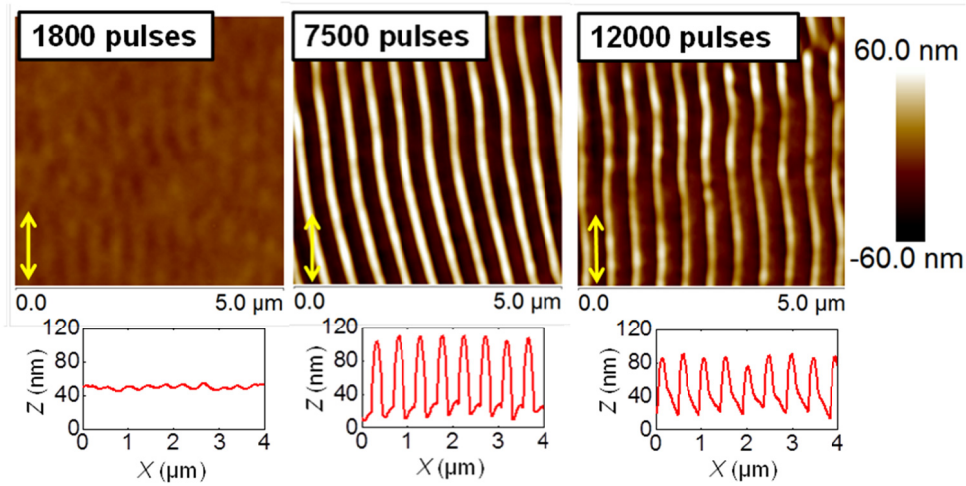 1800 pulses
7500 pulses
12000 pulses
60.0 nm
-60.0 nm
0.0 5.0 µm
0.0 5.0 µm
0.0 5.0 µm
120
80
40
0
Z (nm)
0 1 2 3 4
X (µm)
120
80
40
0
Z (nm)
0 1 2 3 4
X (µm)
120
80
40
0
Z (nm)
0 1 2 3 4
X (µm)